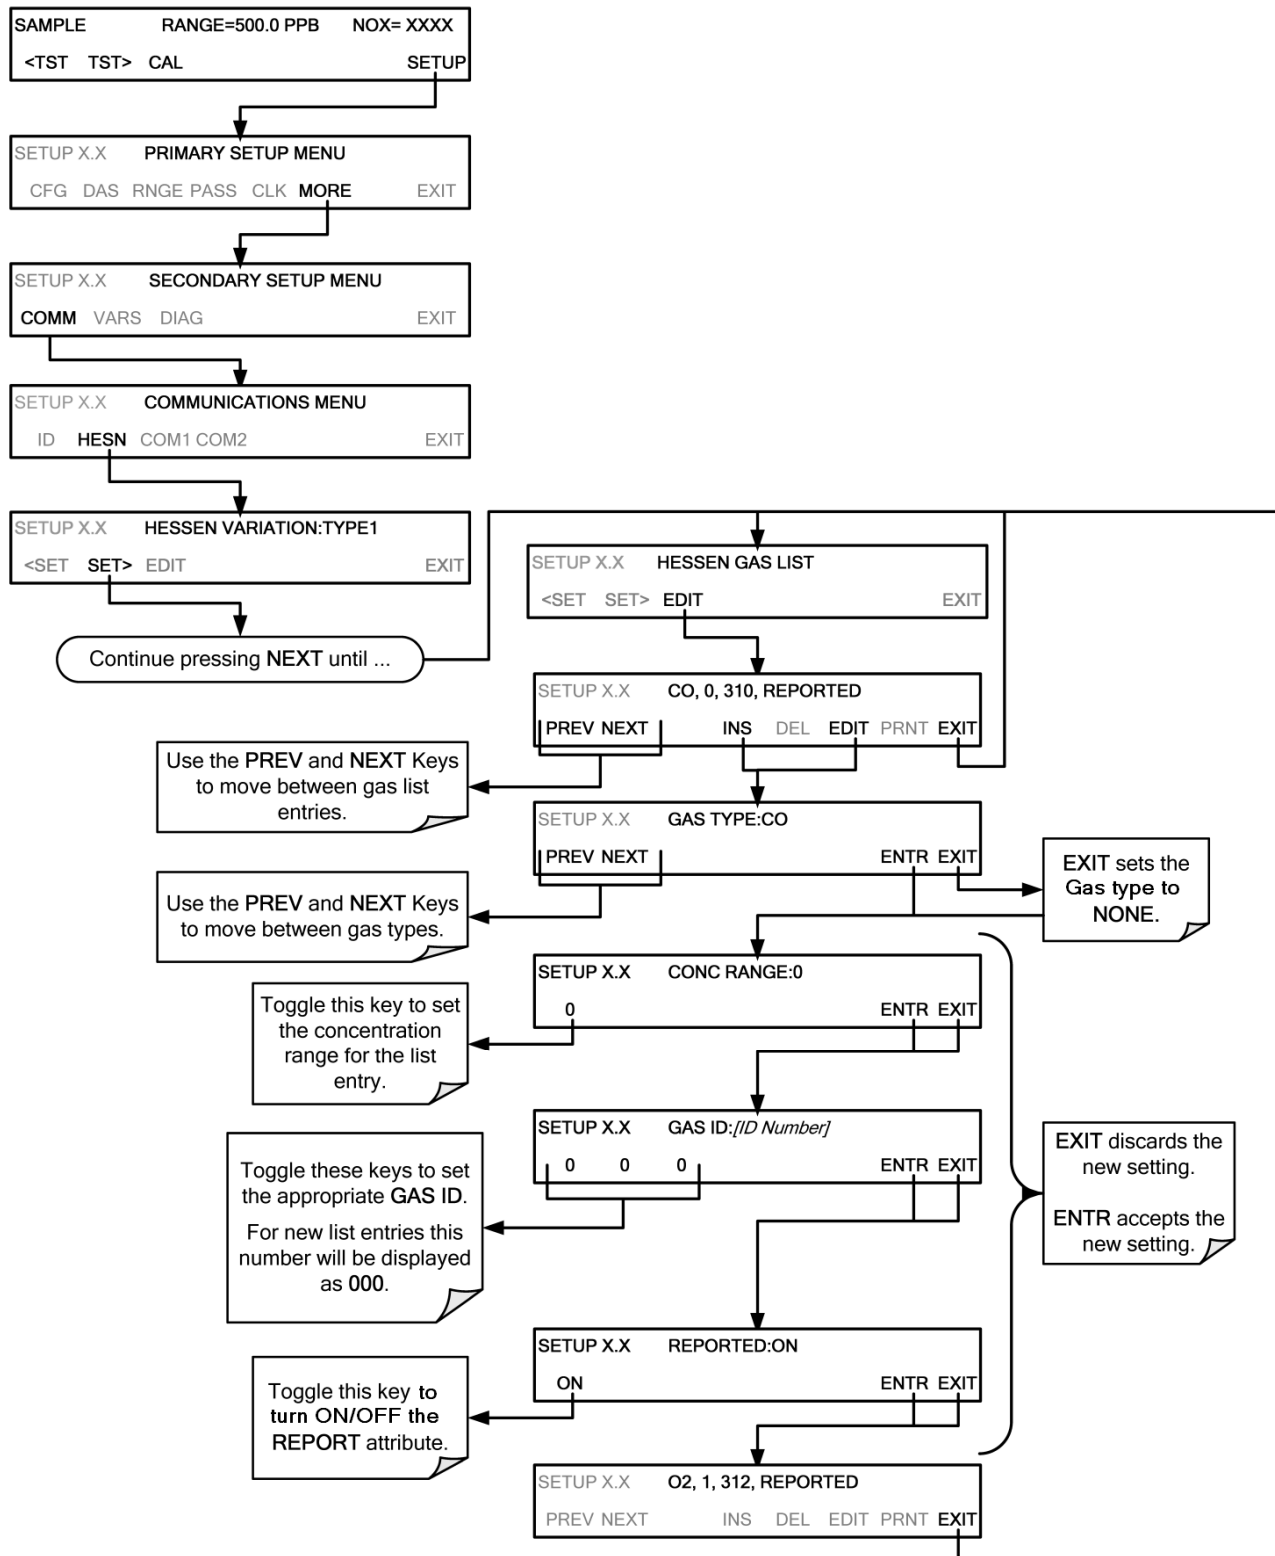 SAMPLE RANGE=500.0 PPB NOX= XXXX
<TST TST> CAL SETUP
SETUP X.X PRIMARY SETUP MENU
CFG DAS RNGE PASS CLK MORE EXIT
SETUP X.X SECONDARY SETUP MENU
COMM VARS DIAG EXIT
SETUP X.X COMMUNICATIONS MENU
ID HESN COM1 COM2 EXIT
SETUP X.X HESSEN VARIATION:TYPE1
<SET SET> EDIT EXIT
Continue pressing NEXT until ...
SETUP X.X HESSEN GAS LIST
<SET SET> EDIT EXIT
SETUP X.X CO, 0, 310, REPORTED
PREV NEXT INS DEL EDIT PRNT EXIT
Use the PREV and NEXT Keys
to move between gas list
entries.
SETUP X.X GAS TYPE:CO
PREV NEXT ENTR EXIT
EXIT sets the
Gas type to
NONE.
Use the PREV and NEXT Keys
to move between gas types.
SETUP X.X CONC RANGE:0
0 ENTR EXIT
Toggle this key to set
the concentration
range for the list
entry.
SETUP X.X GAS ID:[ID Number]
0 0 0 ENTR EXIT
Toggle these keys to set
the appropriate GAS ID.
For new list entries this
number will be displayed
as 000.
EXIT discards the
new setting.
ENTR accepts the
new setting.
SETUP X.X REPORTED:ON
ON ENTR EXIT
Toggle this key to
turn ON/OFF the
REPORT attribute.
SETUP X.X O2, 1, 312, REPORTED
PREV NEXT INS DEL EDIT PRNT EXIT